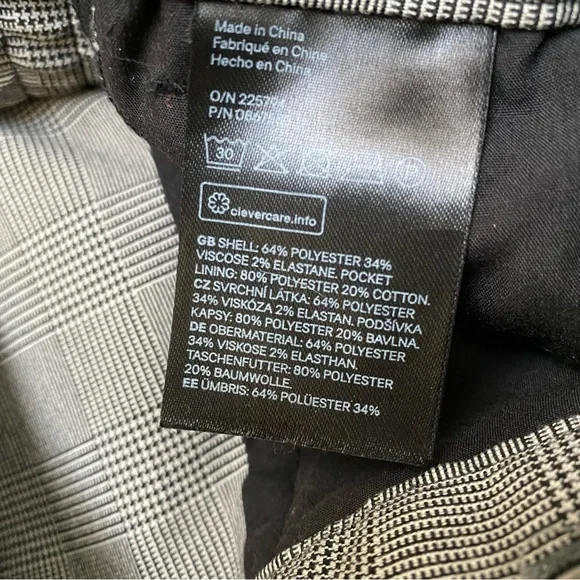 Made in China
Fabriqué en Chine
Hecho en China
O/N
P/N
30
clevercare.info
GB SHELL: 64% POLYESTER 34%
VISCOSE 2% ELASTANE. POCKET
LINING: 80% POLYESTER 20% COTTON.
CZ SVRCHNÍ LÁTKA: 64% POLYESTER
34% VISKÓZA 2% ELASTAN. PODŠÍVKA
KAPSY: 80% POLYESTER 20% BAVLNA.
DE OBERMATERIAL: 64% POLYESTER
34% VISKOSE 2% ELASTHAN.
TASCHENFUTTER: 80% POLYESTER
20% BAUMWOLLE.
EE ÜMBRIS: 64% POLÜESTER 34%